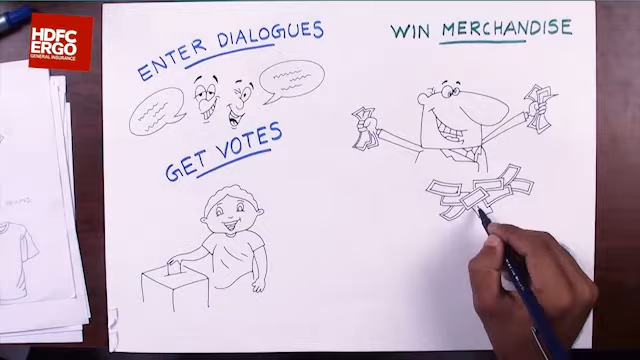 HDFC
ERGO
GENERAL INSURANCE
ENTER DIALOGUES
GET VOTES
WIN MERCHANDISE